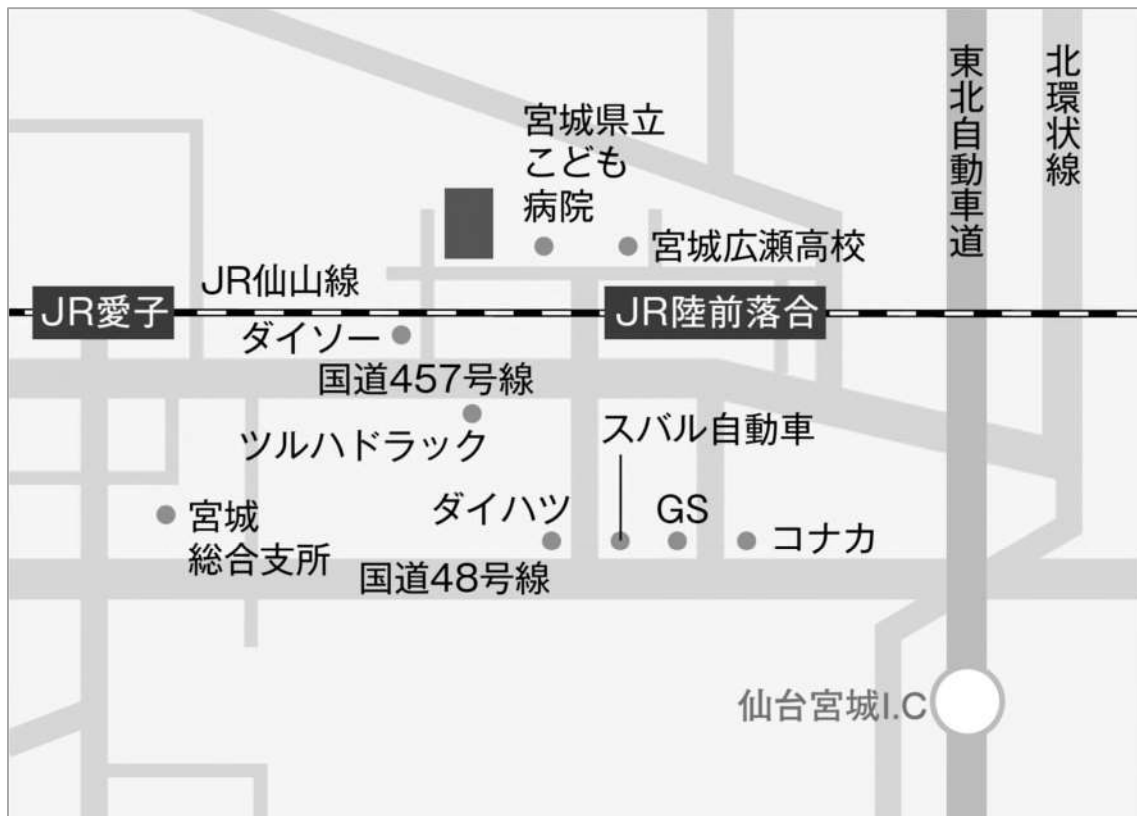 東北自動車道
北環状線
宮城県立
こども
病院
宮城広瀬高校
JR仙山線
JR愛子
JR陸前落合
ダイソー
国道457号線
スバル自動車
ツルハドラック
ダイハツ
GS
コナカ
宮城
総合支所
国道48号線
仙台宮城I.C